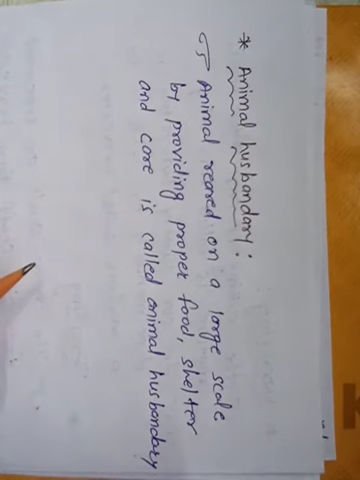 * Animal husbandary :
→ Animal reared on a large scale
by providing proper food, shelter
and care is called animal husbandary